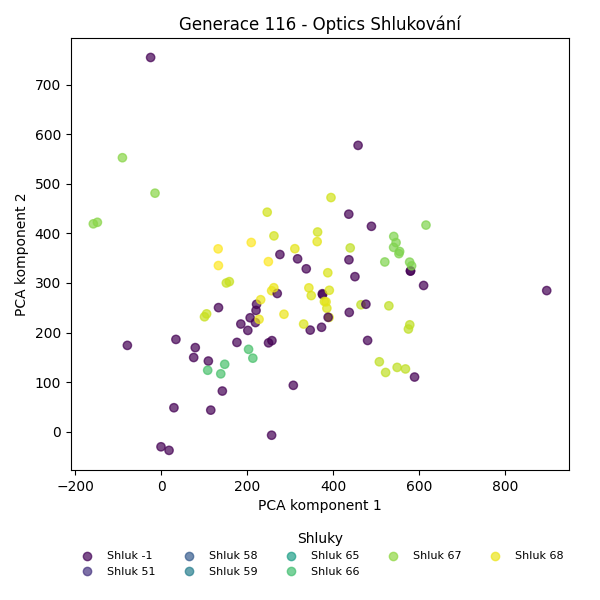 Generace 116 - Optics Shlukování
PCA komponent 2
700
600
500
400
300
200
100
0
−200
0
200
400
600
800
PCA komponent 1
Shluky
Shluk -1
Shluk 58
Shluk 65
Shluk 67
Shluk 68
Shluk 51
Shluk 59
Shluk 66